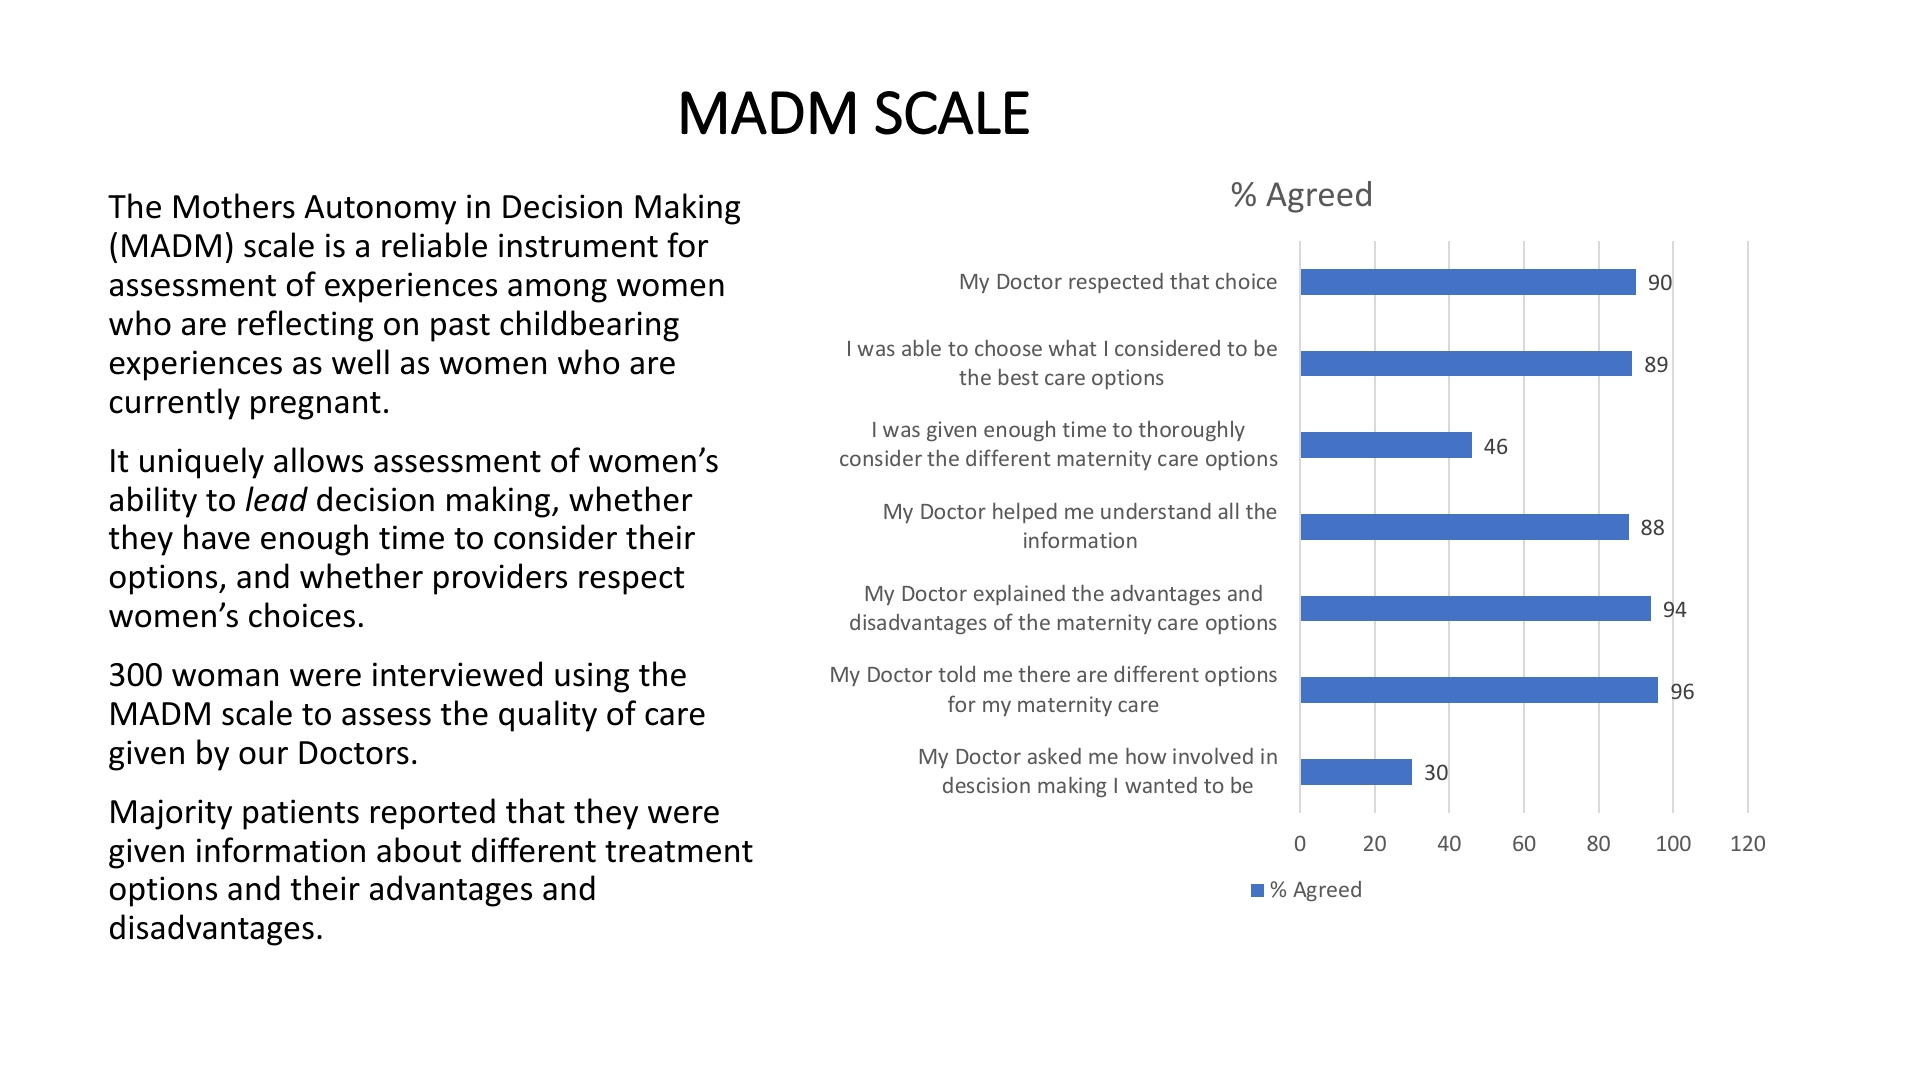 MADM SCALE
The Mothers Autonomy in Decision Making
(MADM) scale is a reliable instrument for
assessment of experiences among women
who are reflecting on past childbearing
experiences as well as women who are
currently pregnant.
It uniquely allows assessment of women’s
ability to lead decision making, whether
they have enough time to consider their
options, and whether providers respect
women’s choices.
300 woman were interviewed using the
MADM scale to assess the quality of care
given by our Doctors.
Majority patients reported that they were
given information about different treatment
options and their advantages and
disadvantages.
% Agreed
My Doctor respected that choice
90
I was able to choose what I considered to be
the best care options
89
I was given enough time to thoroughly
consider the different maternity care options
46
My Doctor helped me understand all the
information
88
My Doctor explained the advantages and
disadvantages of the maternity care options
94
My Doctor told me there are different options
for my maternity care
96
My Doctor asked me how involved in
descision making I wanted to be
30
0 20 40 60 80 100 120
% Agreed